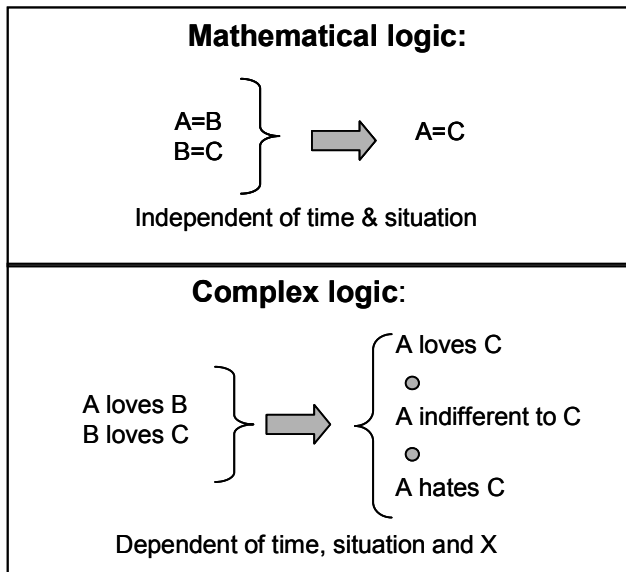 Mathematical logic:
A=B
B=C
A=C
Independent of time & situation
Complex logic:
A loves B
B loves C
A loves C
A indifferent to C
A hates C
Dependent of time, situation and X